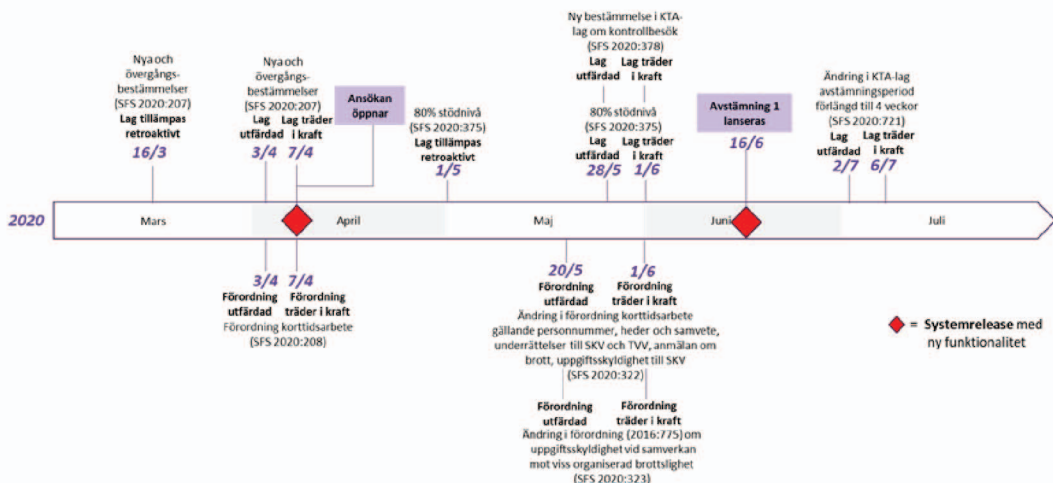 Nya och
övergångs-
bestämmelser
(SFS 2020:207)
Lag tillämpas
retroaktivt
16/3
Nya och
övergångs-
bestämmelser
(SFS 2020:207)
Lag
utfärdad
3/4
Lag träder
i kraft
7/4
Ansökan
öppnar
80% stödnivå
(SFS 2020:375)
Lag tillämpas
retroaktivt
1/5
Ny bestämmelse i KTA-
lag om kontrollbesök
(SFS 2020:378)
Lag
utfärdad
Lag träder
i kraft
80% stödnivå
(SFS 2020:375)
Lag
utfärdad
28/5
Lag träder
i kraft
1/6
Avstämning 1
lanseras
16/6
Ändring i KTA-lag
avstämningsperiod
förlängd till 4 veckor
(SFS 2020:721)
Lag
utfärdad
2/7
Lag träder
i kraft
6/7
2020
Mars
April
Maj
Juni
Juli
3/4
Förordning
utfärdad
7/4
Förordning
träder i kraft
Förordning korttidsarbete
(SFS 2020:208)
20/5
Förordning
utfärdad
1/6
Förordning
träder i kraft
Ändring i förordning korttidsarbete
gällande personnummer, heder och samvete,
underrättelser till SKV och TVV, anmälan om
brott, uppgiftsskyldighet till SKV
(SFS 2020:322)
Förordning
utfärdad
Förordning
träder i kraft
Ändring i förordning (2016:775) om
uppgiftsskyldighet vid samverkan
mot viss organiserad brottslighet
(SFS 2020:323)
= Systemrelease med
ny funktionalitet